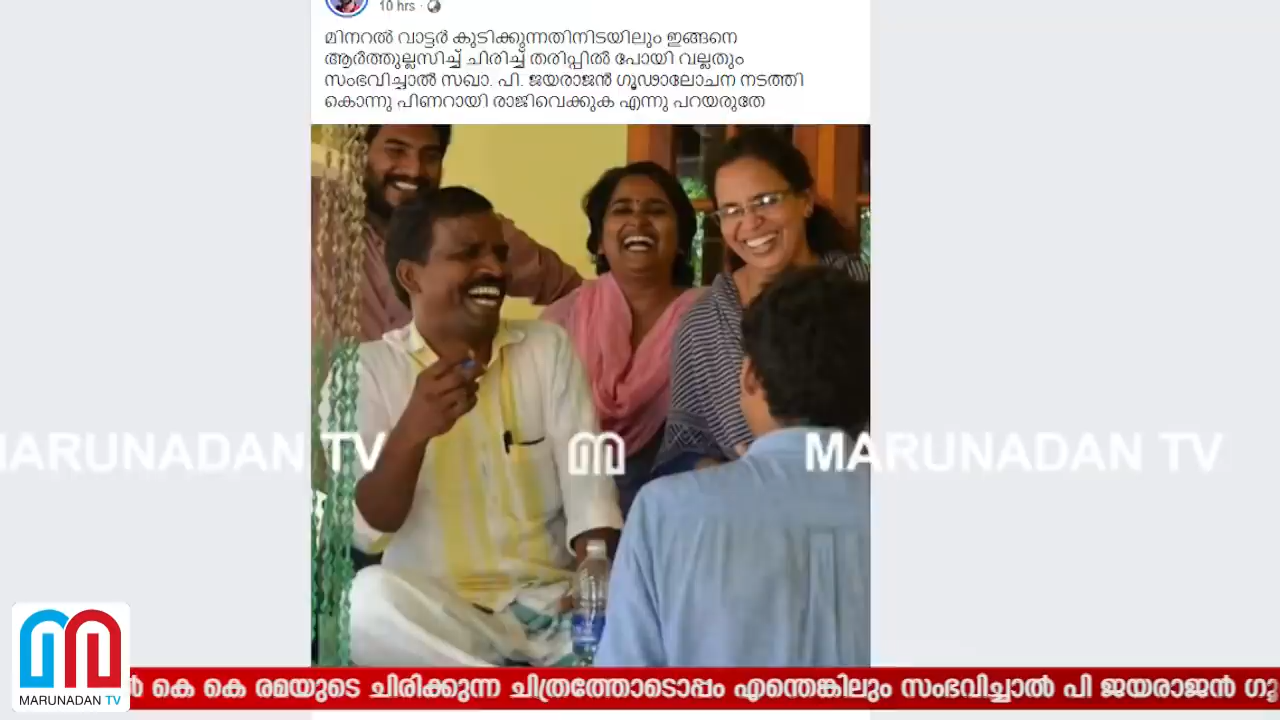 10 hrs ·
മിനറൽ വാട്ടർ കുടിക്കുന്നതിനിടയിലും ഇങ്ങനെ
ആർത്തുല്ലസിച്ച് ചിരിച്ച് തരിപ്പിൽ പോയി വല്ലതും
സംഭവിച്ചാൽ സഖാ. പി. ജയരാജൻ ഗൂഢാലോചന നടത്തി
കൊന്നു പിണറായി രാജിവെക്കുക എന്നു പറയരുതേ
MARUNADAN TV
MARUNADAN TV
കെ കെ രമയുടെ ചിരിക്കുന്ന ചിത്രത്തോടൊപ്പം എന്തെങ്കിലും സംഭവിച്ചാൽ പി ജയരാജൻ
MARUNADAN TV